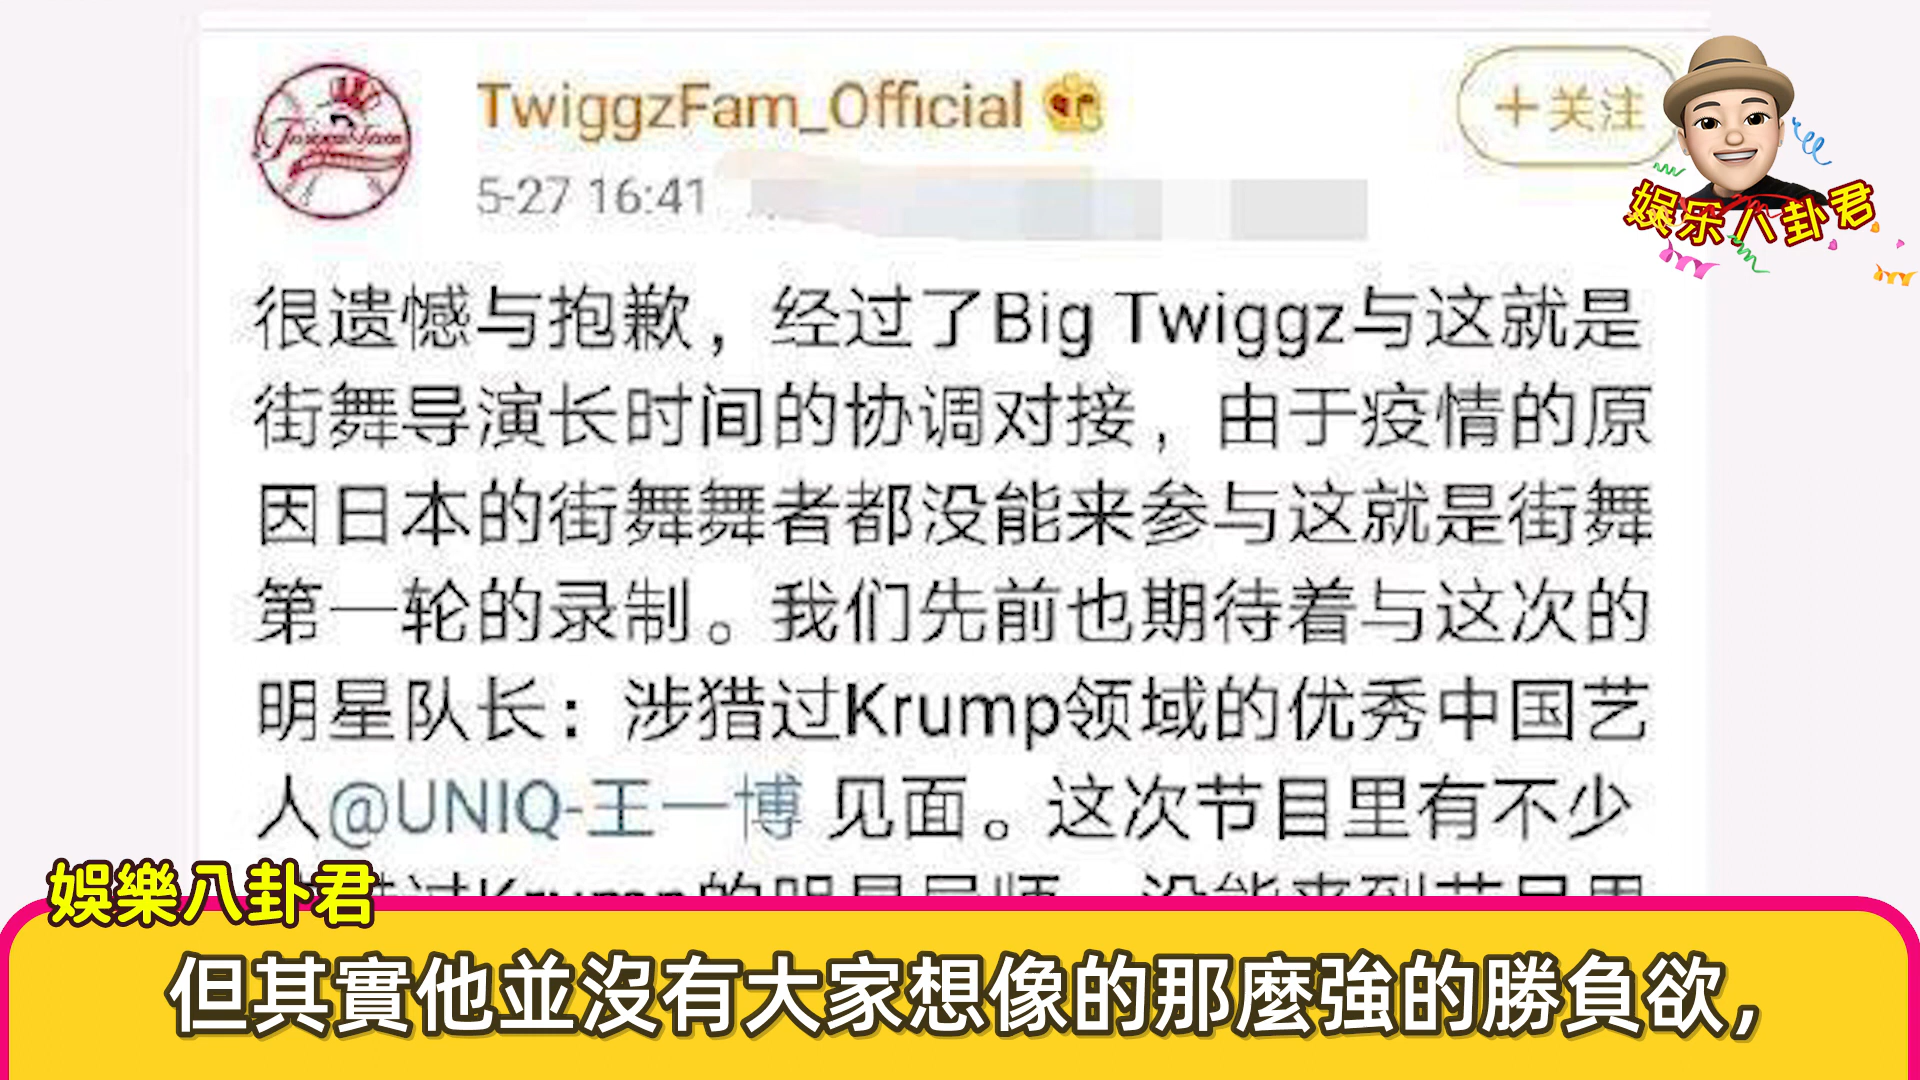 TwiggzFam_Official
+关注
5-27 16:41
娱乐八卦君
很遗憾与抱歉，经过了Big Twiggz与这就是
街舞导演长时间的协调对接，由于疫情的原
因日本的街舞舞者都没能来参与这就是街舞
第一轮的录制。我们先前也期待着与这次的
明星队长：涉猎过Krump领域的优秀中国艺
人@UNIQ-王一博 见面。这次节目里有不少
娛樂八卦君
但其實他並沒有大家想像的那麼強的勝負欲,